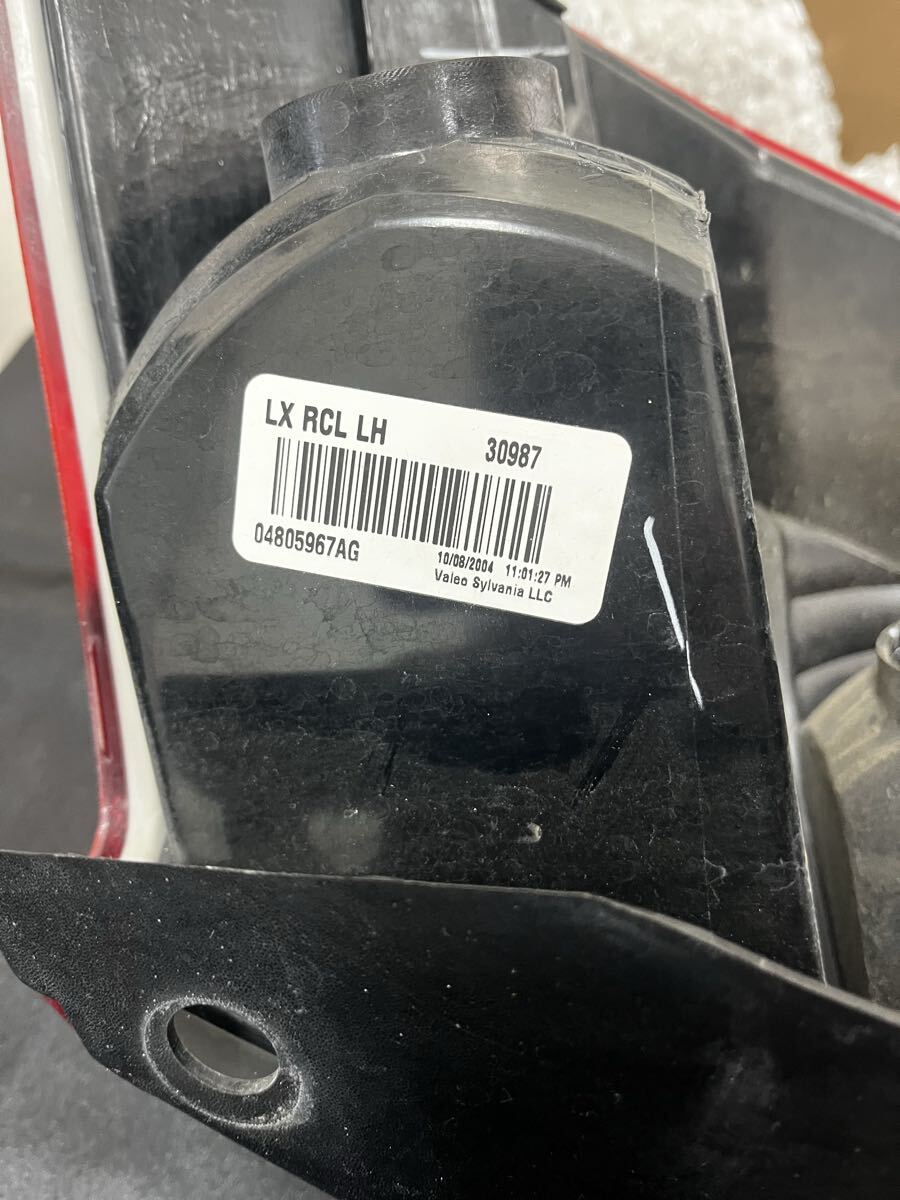 LX RCL LH 30987
04805967AG
10/08/2004 11:01:27 PM
Valeo Sylvania LLC